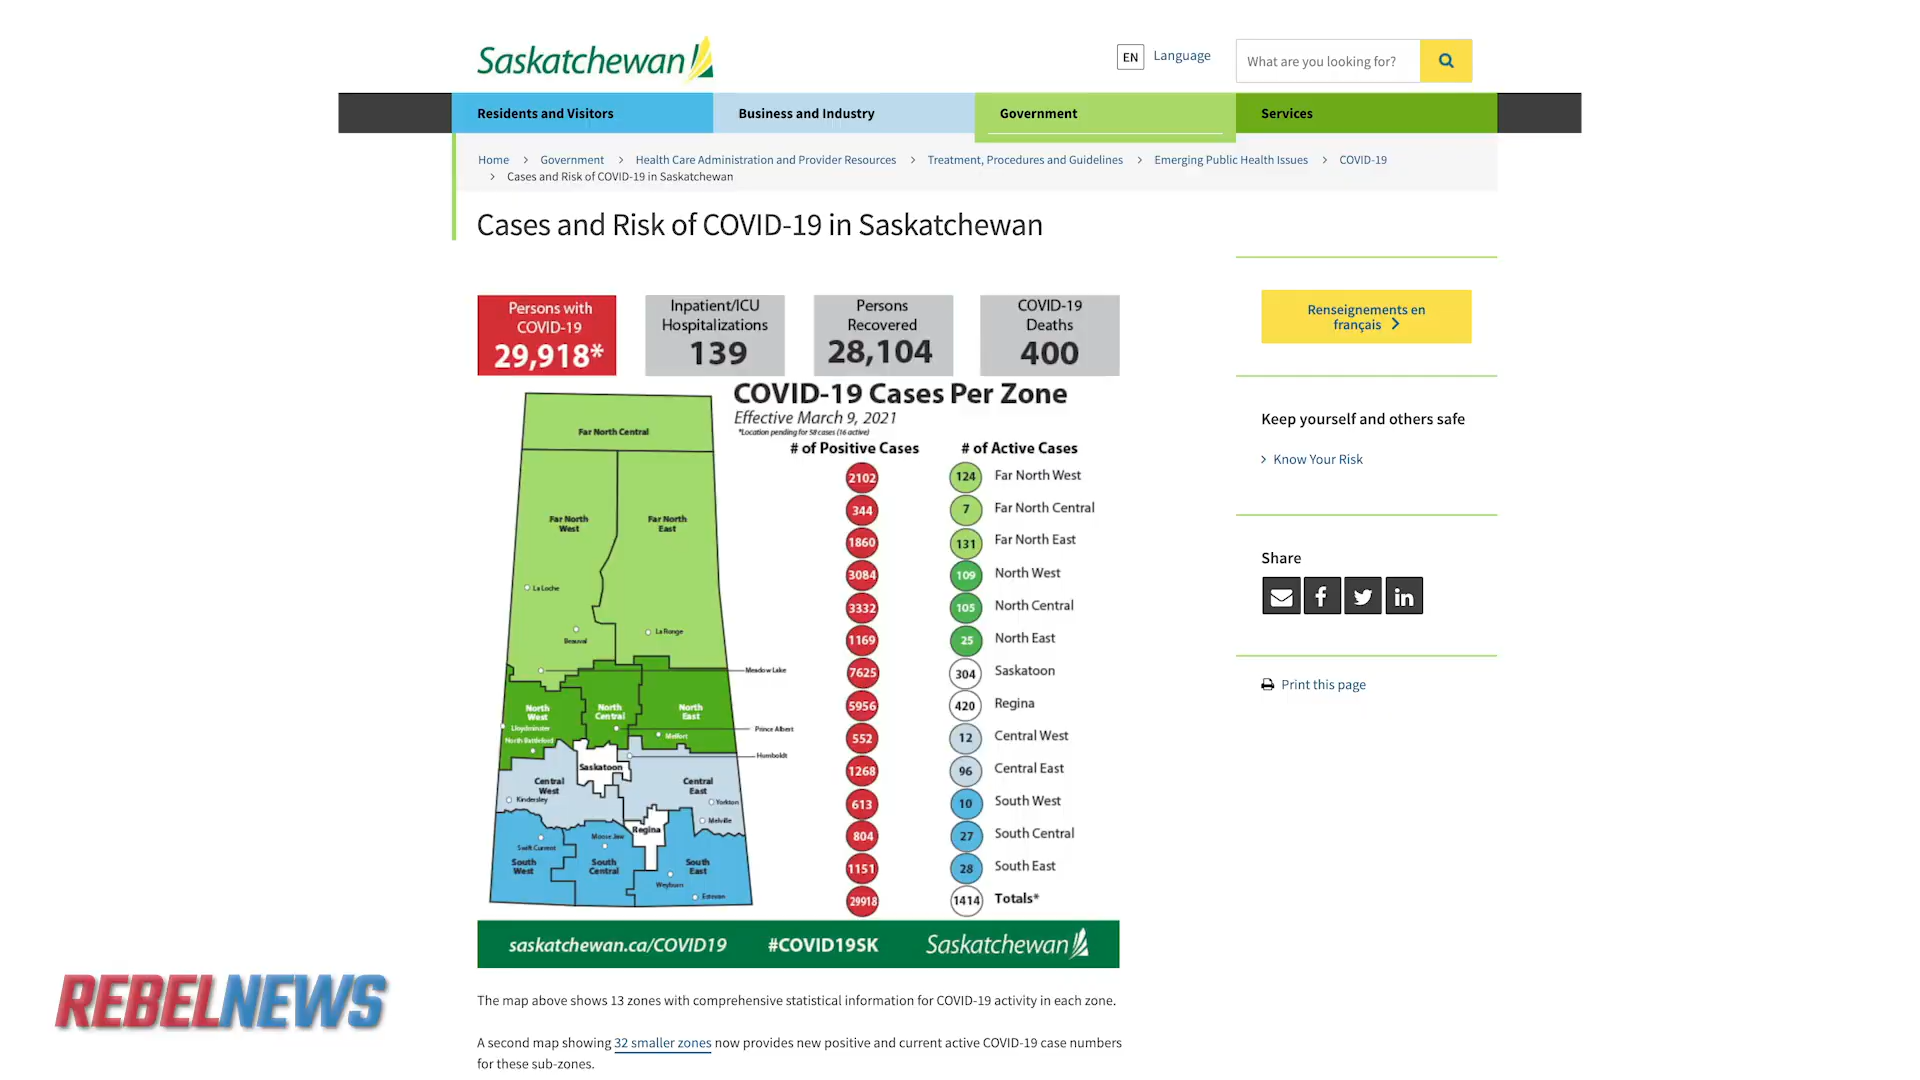 Saskatchewan
EN Language
What are you looking for?
Residents and Visitors
Business and Industry
Government
Services
Home > Government > Health Care Administration and Provider Resources > Treatment, Procedures and Guidelines > Emerging Public Health Issues > COVID-19
> Cases and Risk of COVID-19 in Saskatchewan
Cases and Risk of COVID-19 in Saskatchewan
Persons with
COVID-19
29,918*
Inpatient/ICU
Hospitalizations
139
Persons
Recovered
28,104
COVID-19
Deaths
400
COVID-19 Cases Per Zone
Effective March 9, 2021
*Location pending for 58 cases (16 active)
# of Positive Cases # of Active Cases
2102 124 Far North West
344 7 Far North Central
1860 131 Far North East
3084 109 North West
3332 105 North Central
1169 25 North East
7625 304 Saskatoon
5956 420 Regina
552 12 Central West
1268 96 Central East
613 10 South West
804 27 South Central
1151 28 South East
29918 1414 Totals*
Far North Central
Far North
West
Far North
East
La Loche
Beauval
La Ronge
Meadow Lake
North
West
North
Central
North
East
Lloydminster
North Battleford
Melfort
Prince Albert
Humboldt
Saskatoon
Central
West
Central
East
Kindersley
Yorkton
Melville
Regina
Moose Jaw
Swift Current
South
West
South
Central
South
East
Weyburn
Estevan
saskatchewan.ca/COVID19 #COVID19SK Saskatchewan
The map above shows 13 zones with comprehensive statistical information for COVID-19 activity in each zone.
A second map showing 32 smaller zones now provides new positive and current active COVID-19 case numbers
for these sub-zones.
Renseignements en
français >
Keep yourself and others safe
> Know Your Risk
Share
Print this page
REBELNEWS